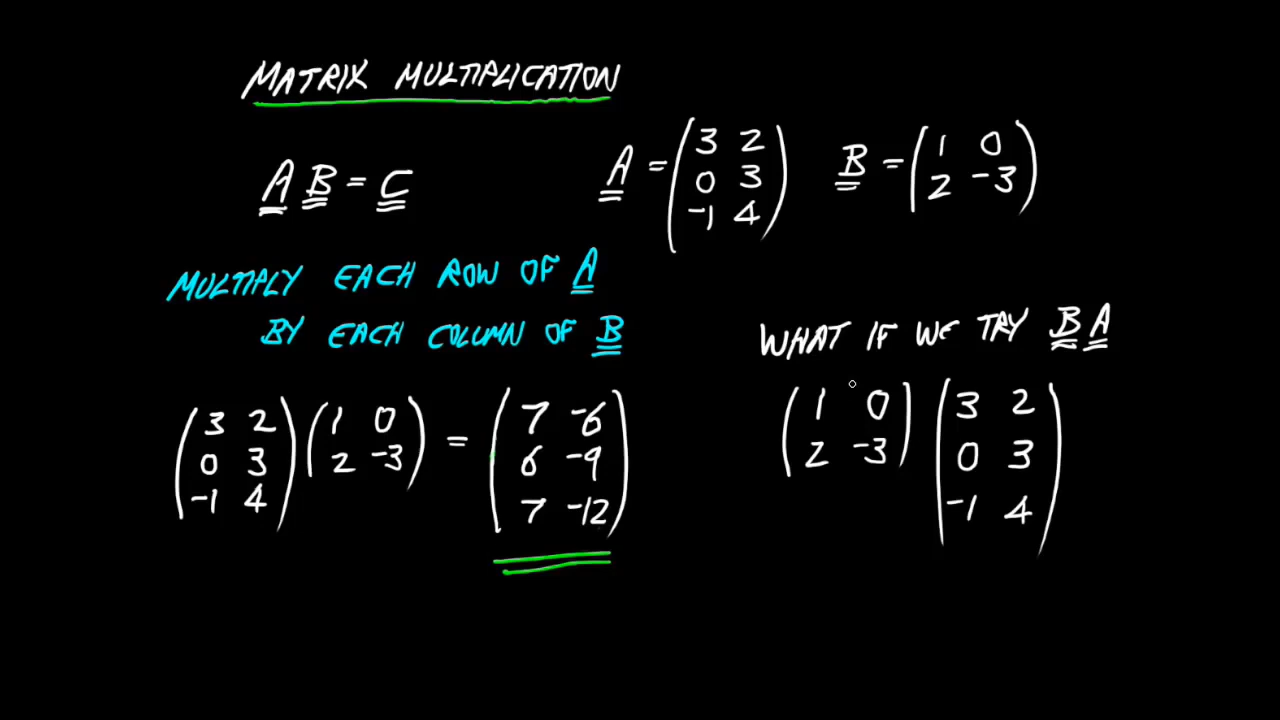 MATRIX MULTIPLICATION
A B = C
A = (3 2
0 3
-1 4)
B = (1 0
2 -3)
MULTIPLY EACH ROW OF A
BY EACH COLUMN OF B
(3 2
0 3
-1 4) (1 0
2 -3) = (7 -6
6 -9
7 -12)
WHAT IF WE TRY B A
(1 0
2 -3) (3 2
0 3
-1 4)